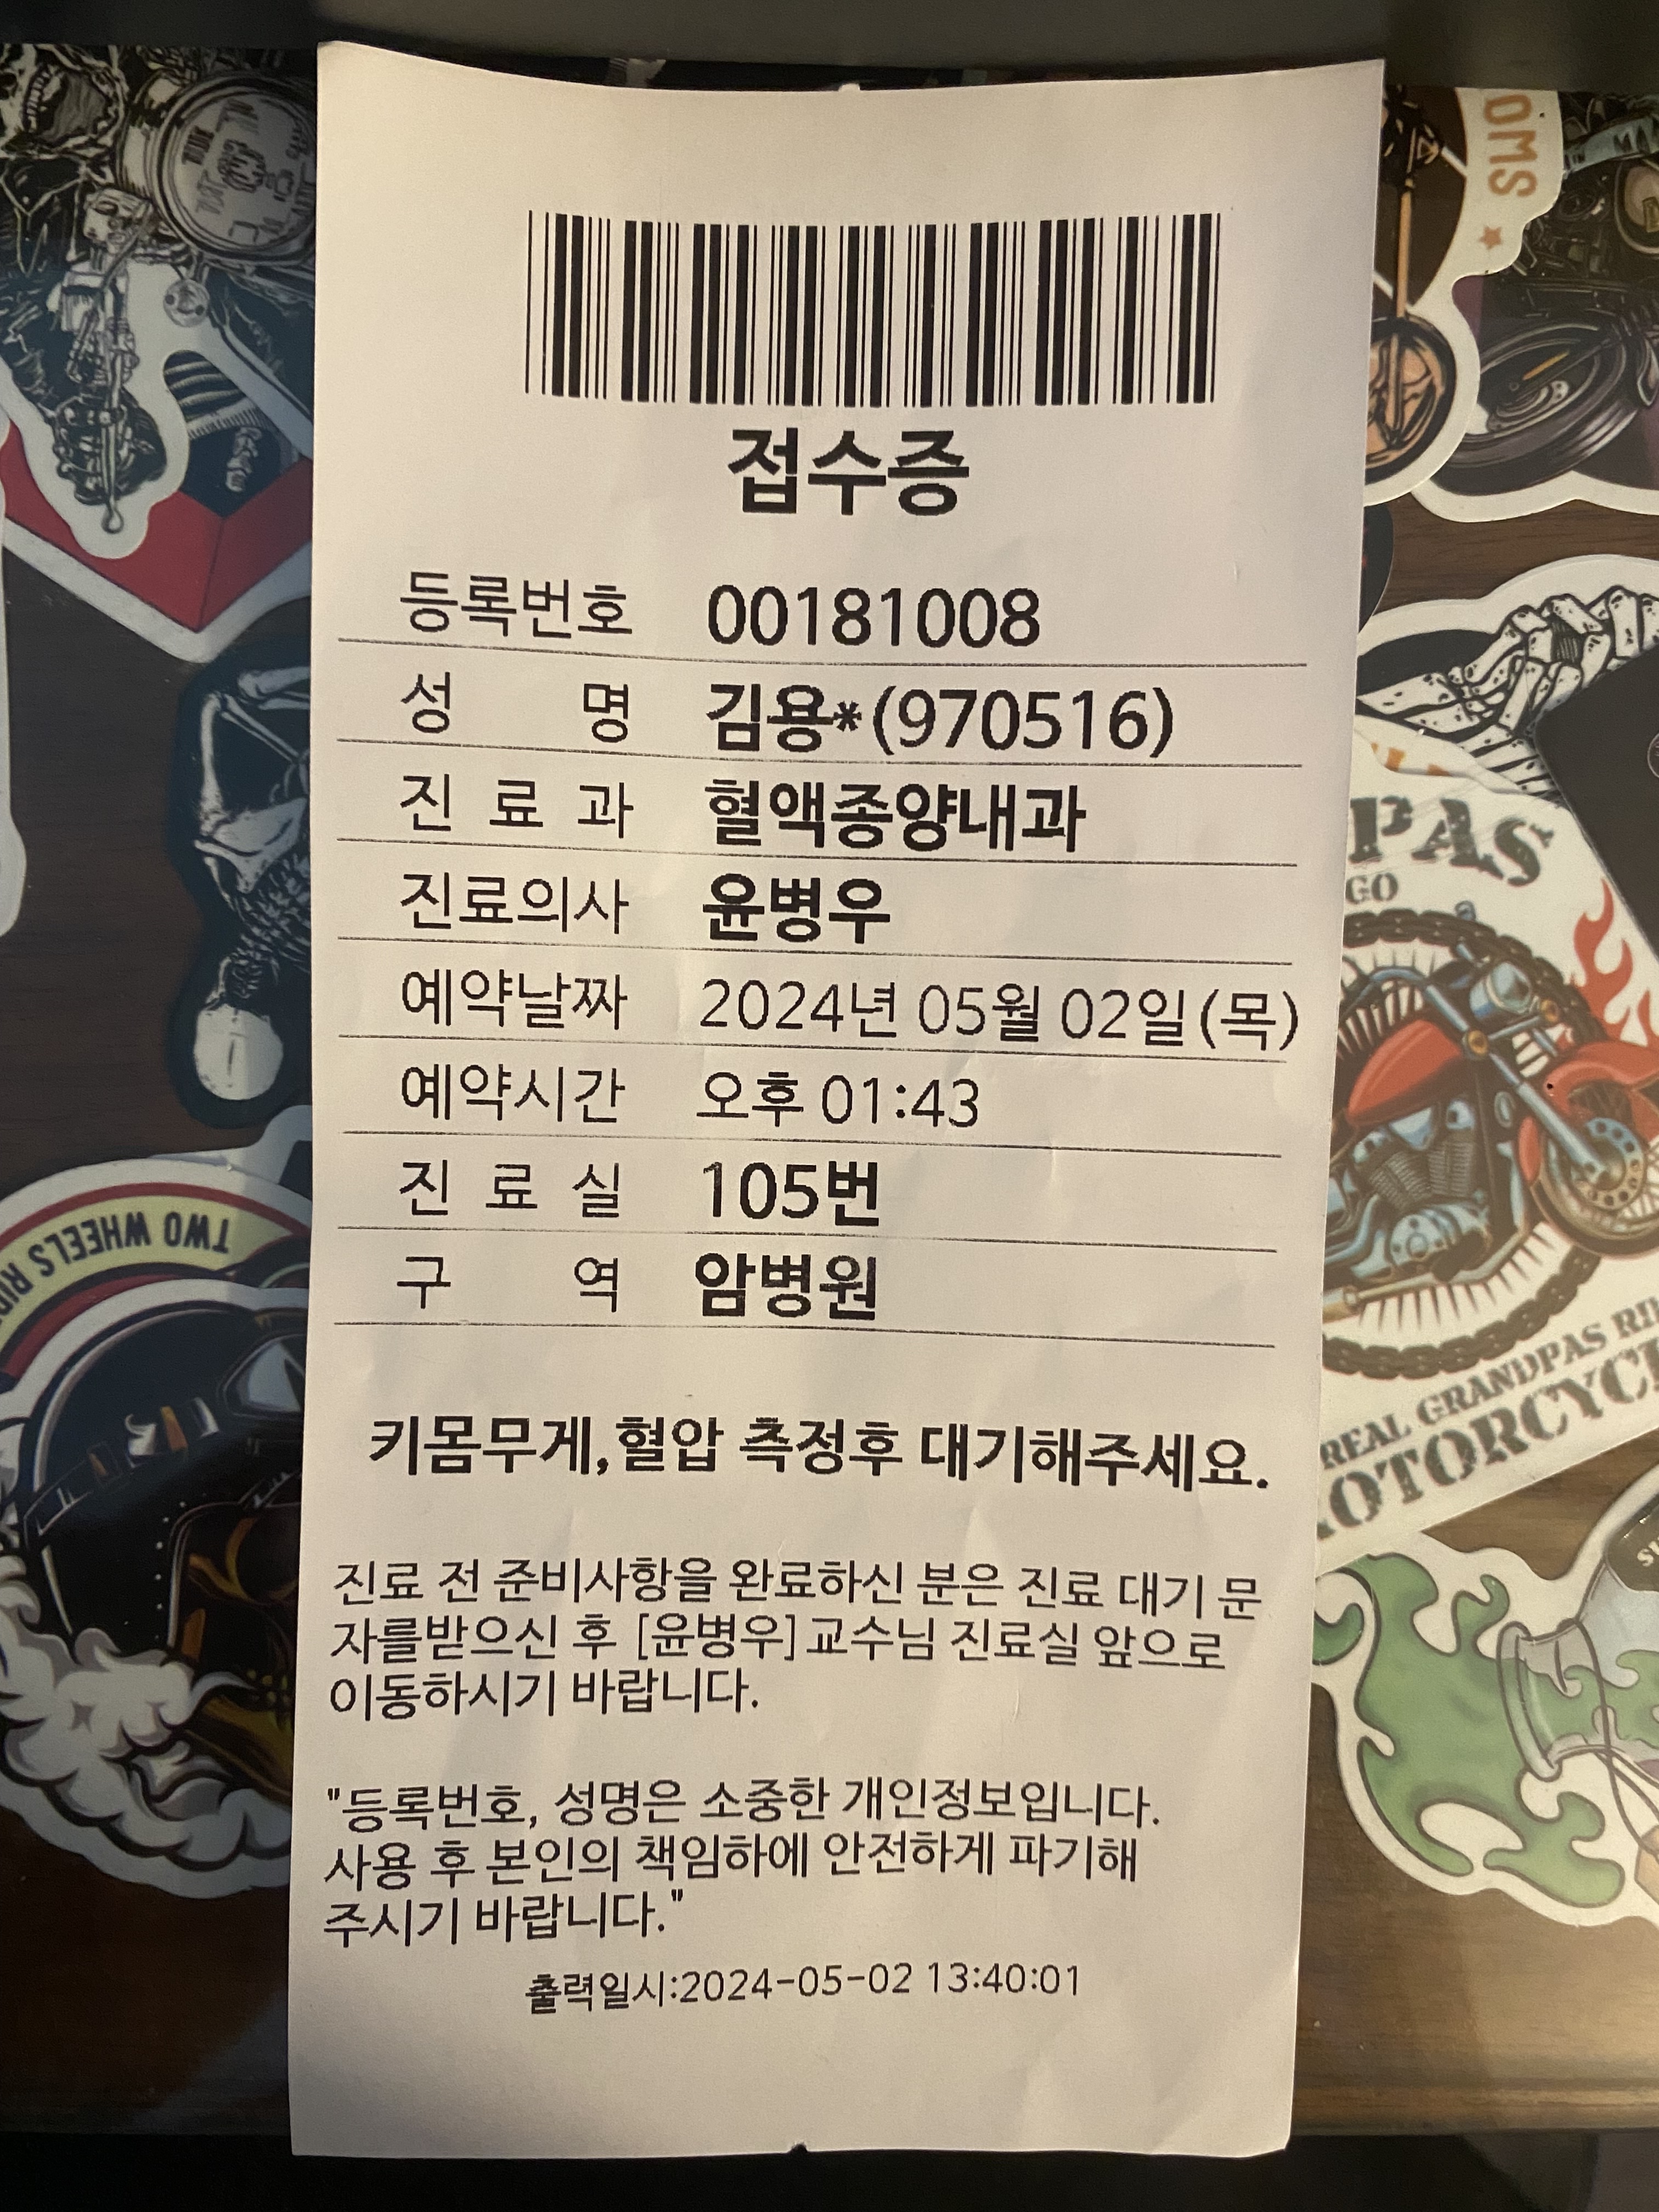 접수증
등록번호 00181008
성 명 김용*(970516)
진 료 과 혈액종양내과
진료의사 윤병우
예약날짜 2024년 05월 02일(목)
예약시간 오후 01:43
진 료 실 105번
구 역 암병원
키몸무게,혈압 측정후 대기해주세요.
진료 전 준비사항을 완료하신 분은 진료 대기 문
자를받으신 후 [윤병우]교수님 진료실 앞으로
이동하시기 바랍니다.
"등록번호, 성명은 소중한 개인정보입니다.
사용 후 본인의 책임하에 안전하게 파기해
주시기 바랍니다."
출력일시:2024-05-02 13:40:01
TWO WHEELS
GO
REAL GRANDPAS